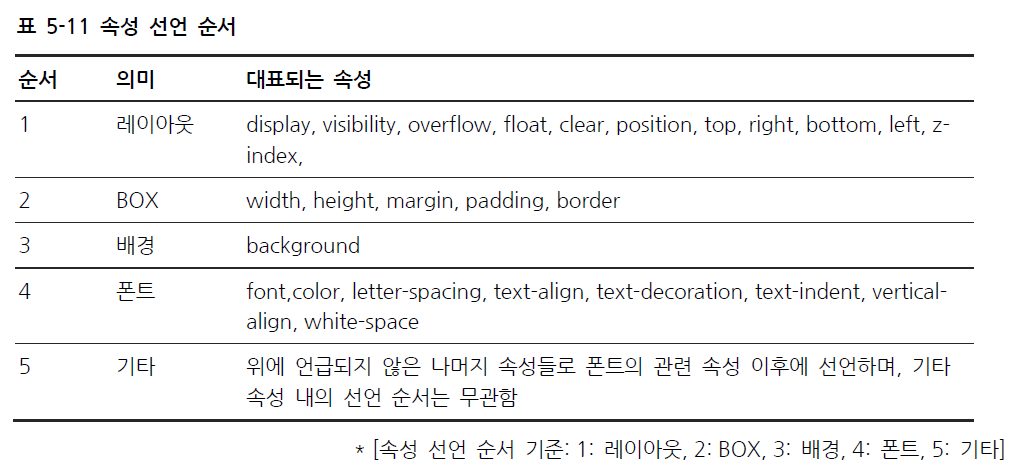 표 5-11 속성 선언 순서
순서 의미 대표되는 속성
1 레이아웃 display, visibility, overflow, float, clear, position, top, right, bottom, left, z-
index,
2 BOX width, height, margin, padding, border
3 배경 background
4 폰트 font,color, letter-spacing, text-align, text-decoration, text-indent, vertical-
align, white-space
5 기타 위에 언급되지 않은 나머지 속성들로 폰트의 관련 속성 이후에 선언하며, 기타
속성 내의 선언 순서는 무관함
* [속성 선언 순서 기준: 1: 레이아웃, 2: BOX, 3: 배경, 4: 폰트, 5: 기타]